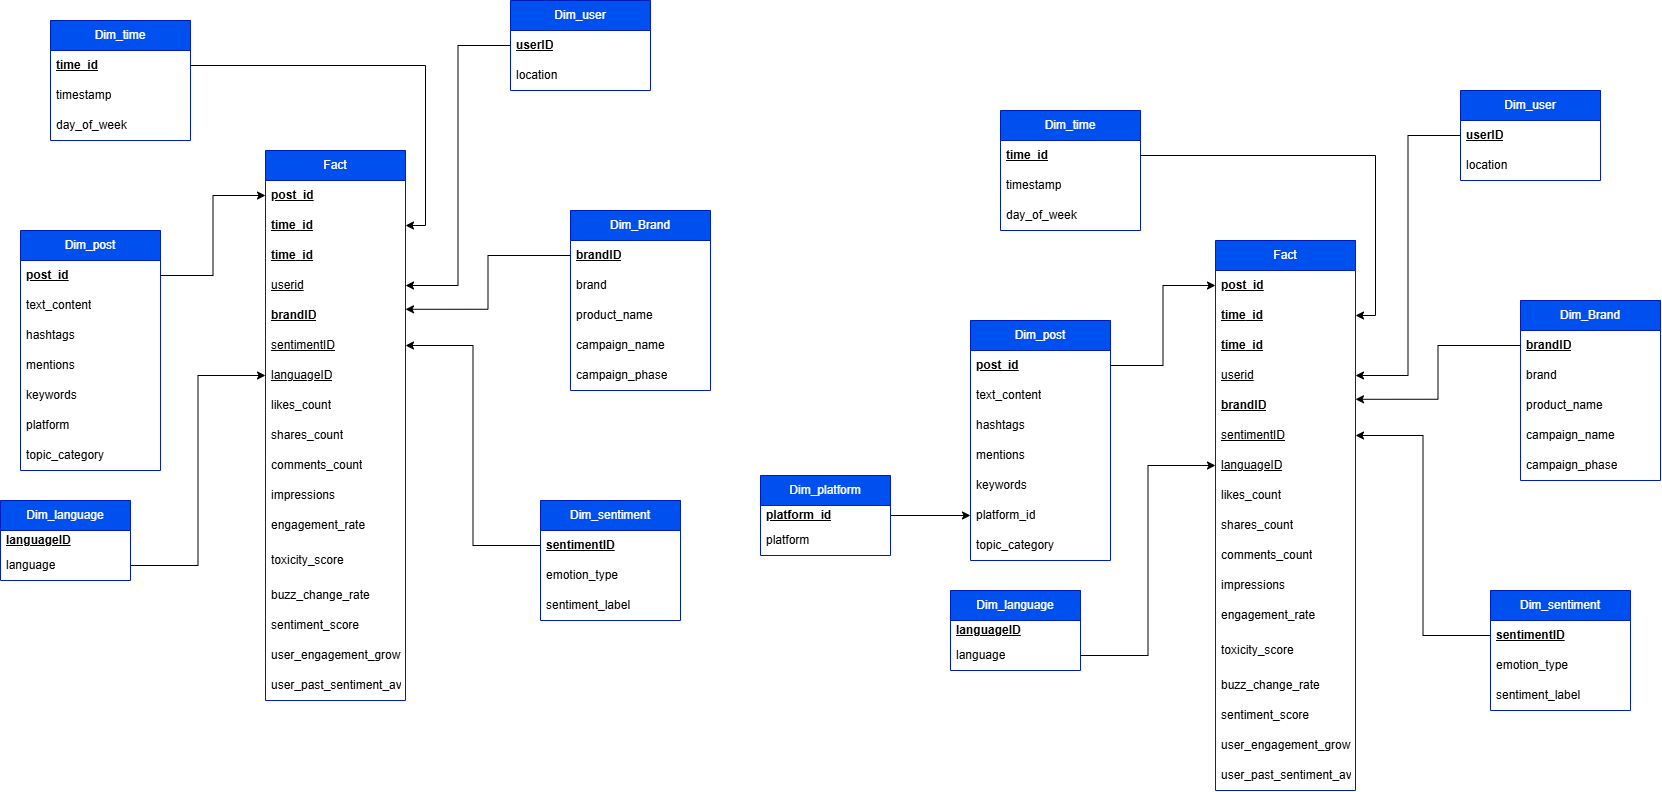 Dim_time
time_id
timestamp
day_of_week
Dim_user
userID
location
Fact
post_id
time_id
time_id
userid
brandID
sentimentID
languageID
likes_count
shares_count
comments_count
impressions
engagement_rate
toxicity_score
buzz_change_rate
sentiment_score
user_engagement_grow
user_past_sentiment_av
Dim_post
post_id
text_content
hashtags
mentions
keywords
platform
topic_category
Dim_Brand
brandID
brand
product_name
campaign_name
campaign_phase
Dim_language
languageID
language
Dim_sentiment
sentimentID
emotion_type
sentiment_label
Dim_time
time_id
timestamp
day_of_week
Dim_user
userID
location
Fact
post_id
time_id
time_id
userid
brandID
sentimentID
languageID
likes_count
shares_count
comments_count
impressions
engagement_rate
toxicity_score
buzz_change_rate
sentiment_score
user_engagement_grow
user_past_sentiment_av
Dim_post
post_id
text_content
hashtags
mentions
keywords
platform_id
topic_category
Dim_Brand
brandID
brand
product_name
campaign_name
campaign_phase
Dim_platform
platform_id
platform
Dim_language
languageID
language
Dim_sentiment
sentimentID
emotion_type
sentiment_label